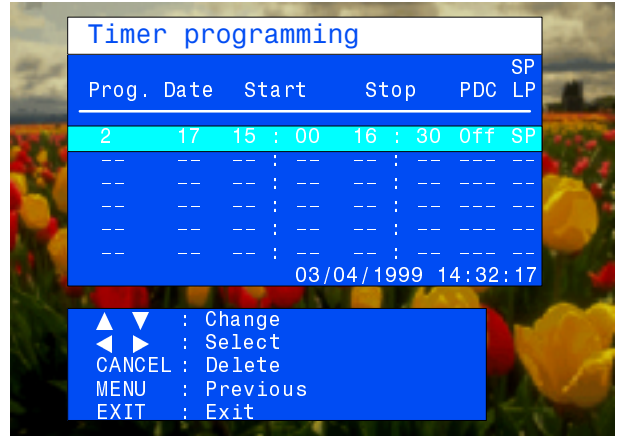 Timer programming
SP
Prog. Date Start Stop PDC LP
2 17 15 : 00 16 : 30 Off SP
-- -- -- : -- -- : -- --- --
-- -- -- : -- -- : -- --- --
-- -- -- : -- -- : -- --- --
-- -- -- : -- -- : -- --- --
-- -- -- : -- -- : -- --- --
03/04/1999 14:32:17
▲ ▼ : Change
◀ ▶ : Select
CANCEL : Delete
MENU : Previous
EXIT : Exit